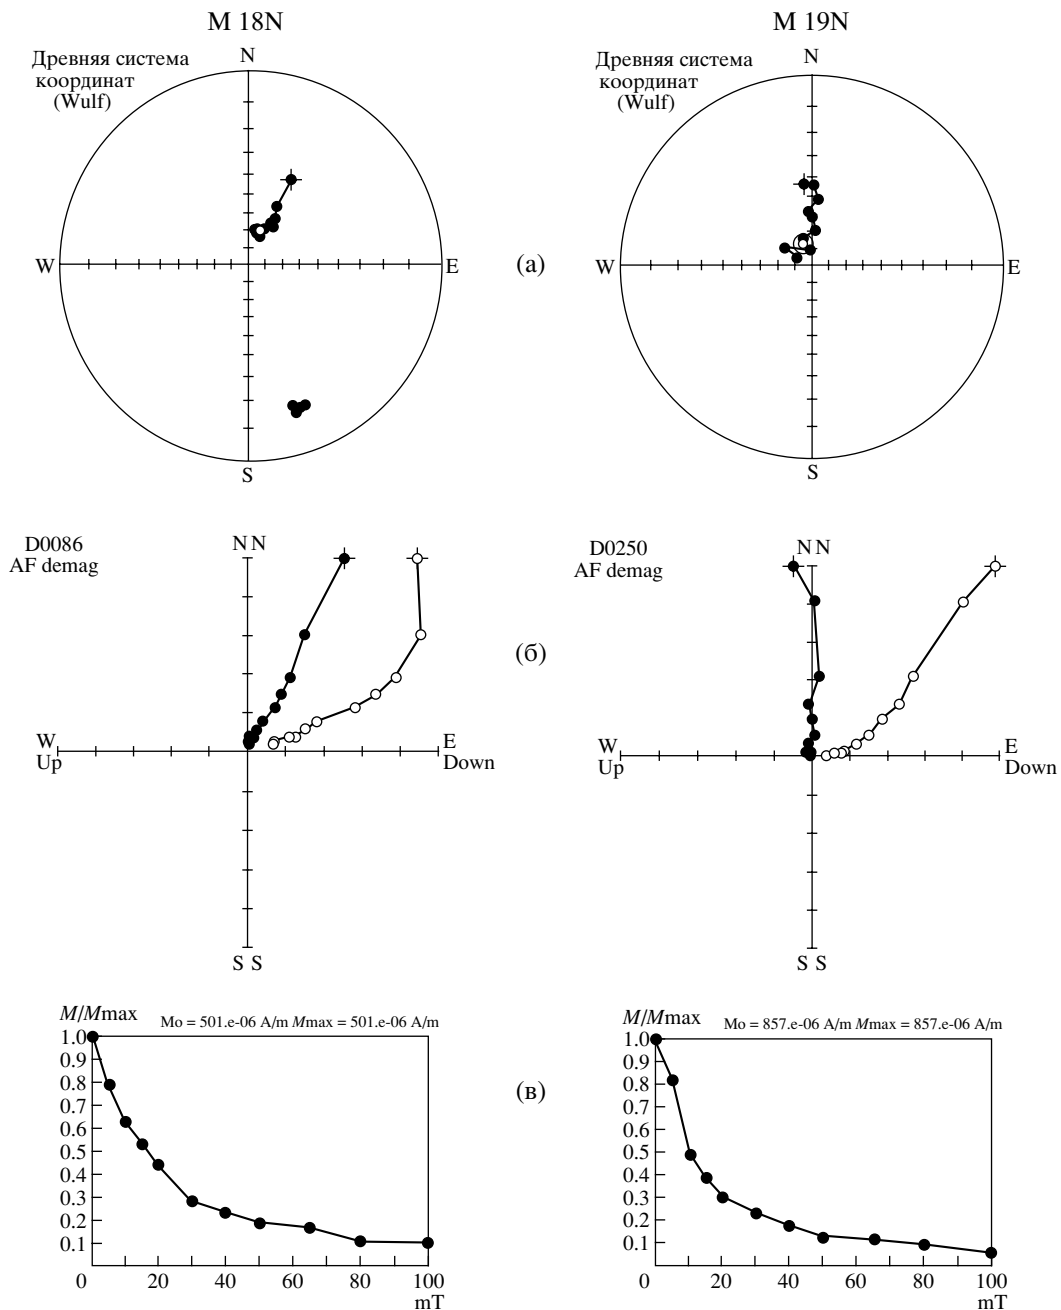 M 18N
M 19N
Древняя система
координат
(Wulf)
N
W
E
S
(а)
Древняя система
координат
(Wulf)
N
W
E
S
D0086
AF demag
N N
W
Up
E
Down
S S
(б)
D0250
AF demag
N N
W
Up
E
Down
S S
M/Mmax
Mo = 501.e-06 A/m Mmax = 501.e-06 A/m
1.0
0.9
0.8
0.7
0.6
0.5
0.4
0.3
0.2
0.1
0 20 40 60 80 100
mT
(в)
M/Mmax
Mo = 857.e-06 A/m Mmax = 857.e-06 A/m
1.0
0.9
0.8
0.7
0.6
0.5
0.4
0.3
0.2
0.1
0 20 40 60 80 100
mT